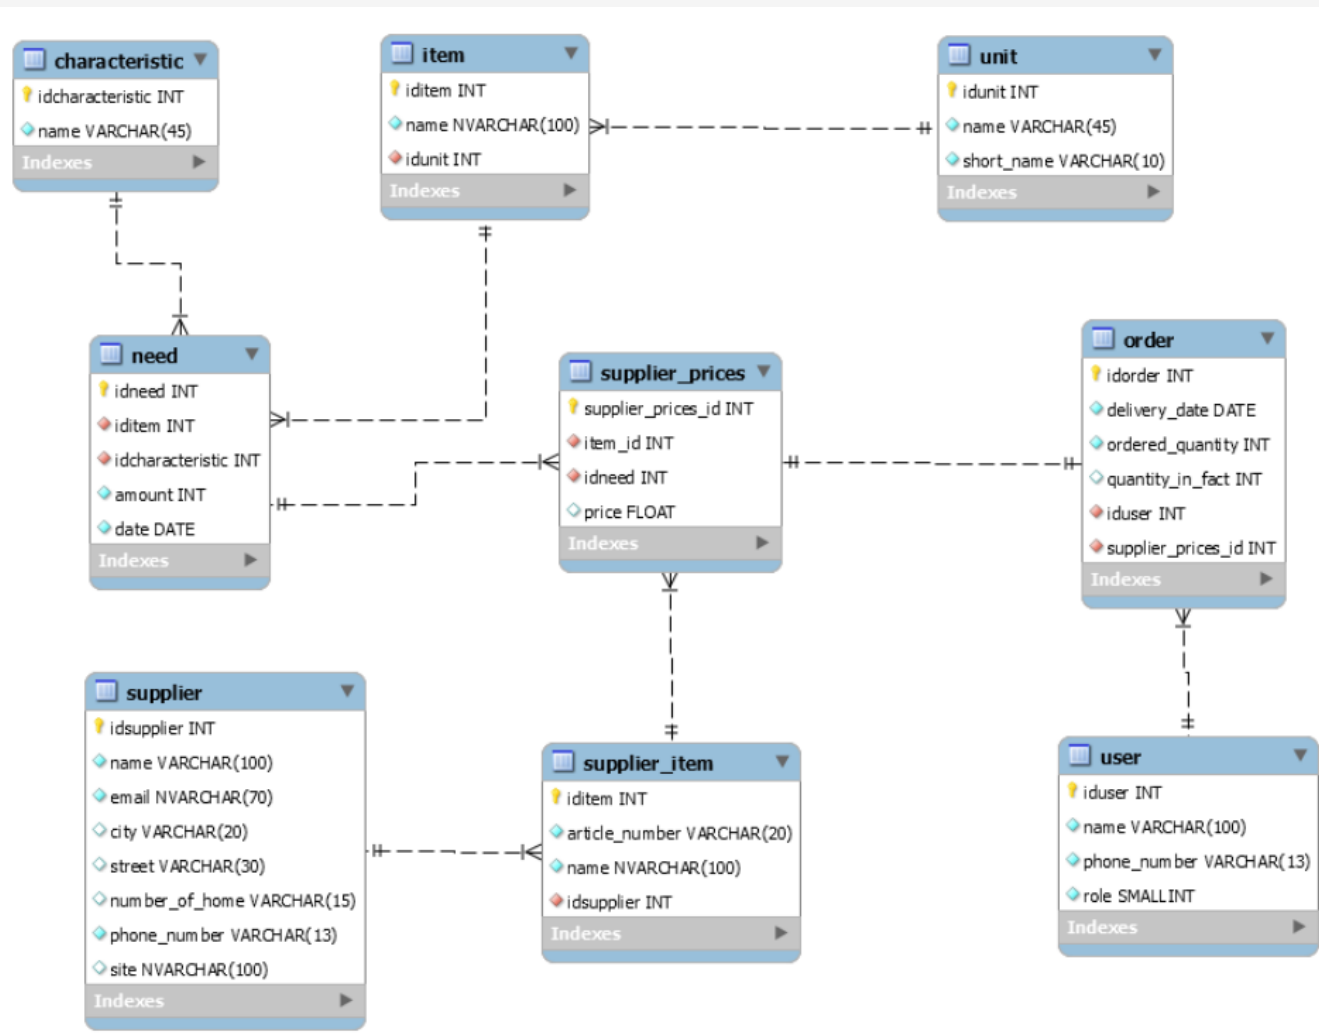 characteristic
idcharacteristic INT
name VARCHAR(45)
Indexes
item
iditem INT
name NVARCHAR(100)
idunit INT
Indexes
unit
idunit INT
name VARCHAR(45)
short_name VARCHAR(10)
Indexes
need
idneed INT
iditem INT
idcharacteristic INT
amount INT
date DATE
Indexes
supplier_prices
supplier_prices_id INT
item_id INT
idneed INT
price FLOAT
Indexes
order
idorder INT
delivery_date DATE
ordered_quantity INT
quantity_in_fact INT
iduser INT
supplier_prices_id INT
Indexes
supplier
idsupplier INT
name VARCHAR(100)
email NVARCHAR(70)
city VARCHAR(20)
street VARCHAR(30)
number_of_home VARCHAR(15)
phone_number VARCHAR(13)
site NVARCHAR(100)
Indexes
supplier_item
iditem INT
article_number VARCHAR(20)
name NVARCHAR(100)
idsupplier INT
Indexes
user
iduser INT
name VARCHAR(100)
phone_number VARCHAR(13)
role SMALLINT
Indexes